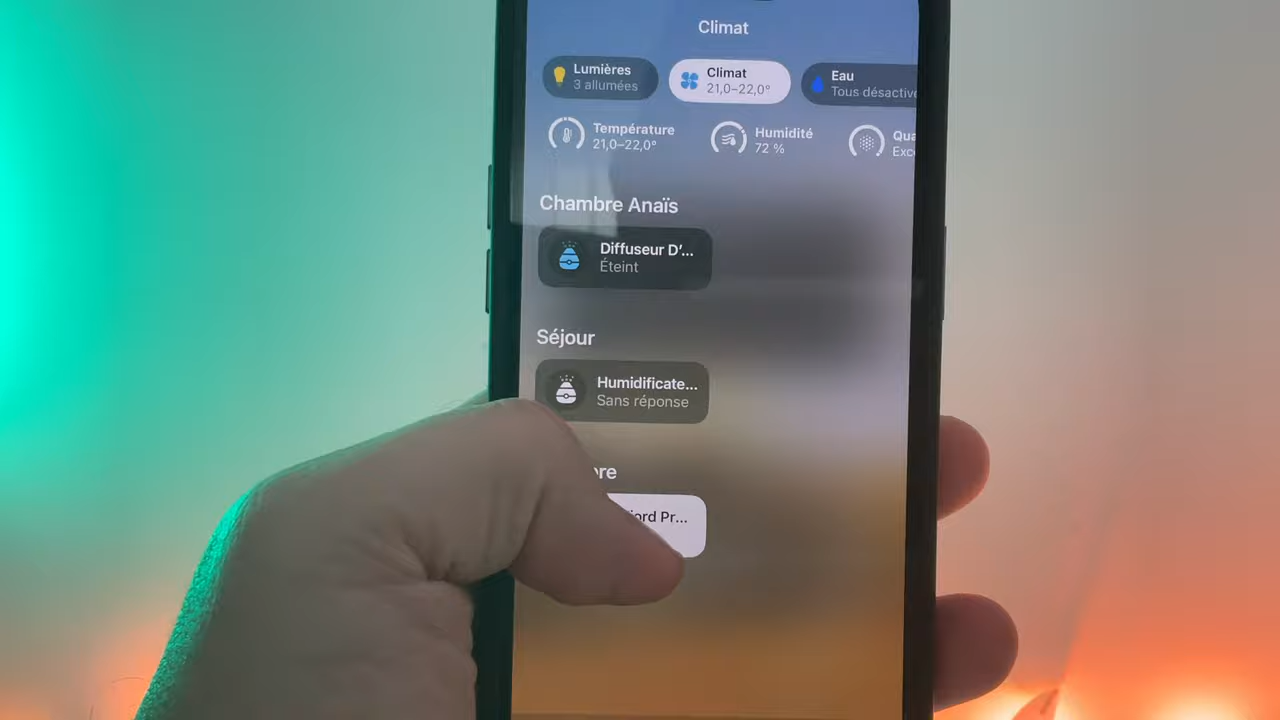 Climat
Lumières
3 allumées
Climat
21,0–22,0°
Eau
Tous
Température
21,0–22,0°
Humidité
72 %
Chambre Anaïs
Diffuseur D’...
Éteint
Séjour
Humidificate...
Sans réponse
Pr...